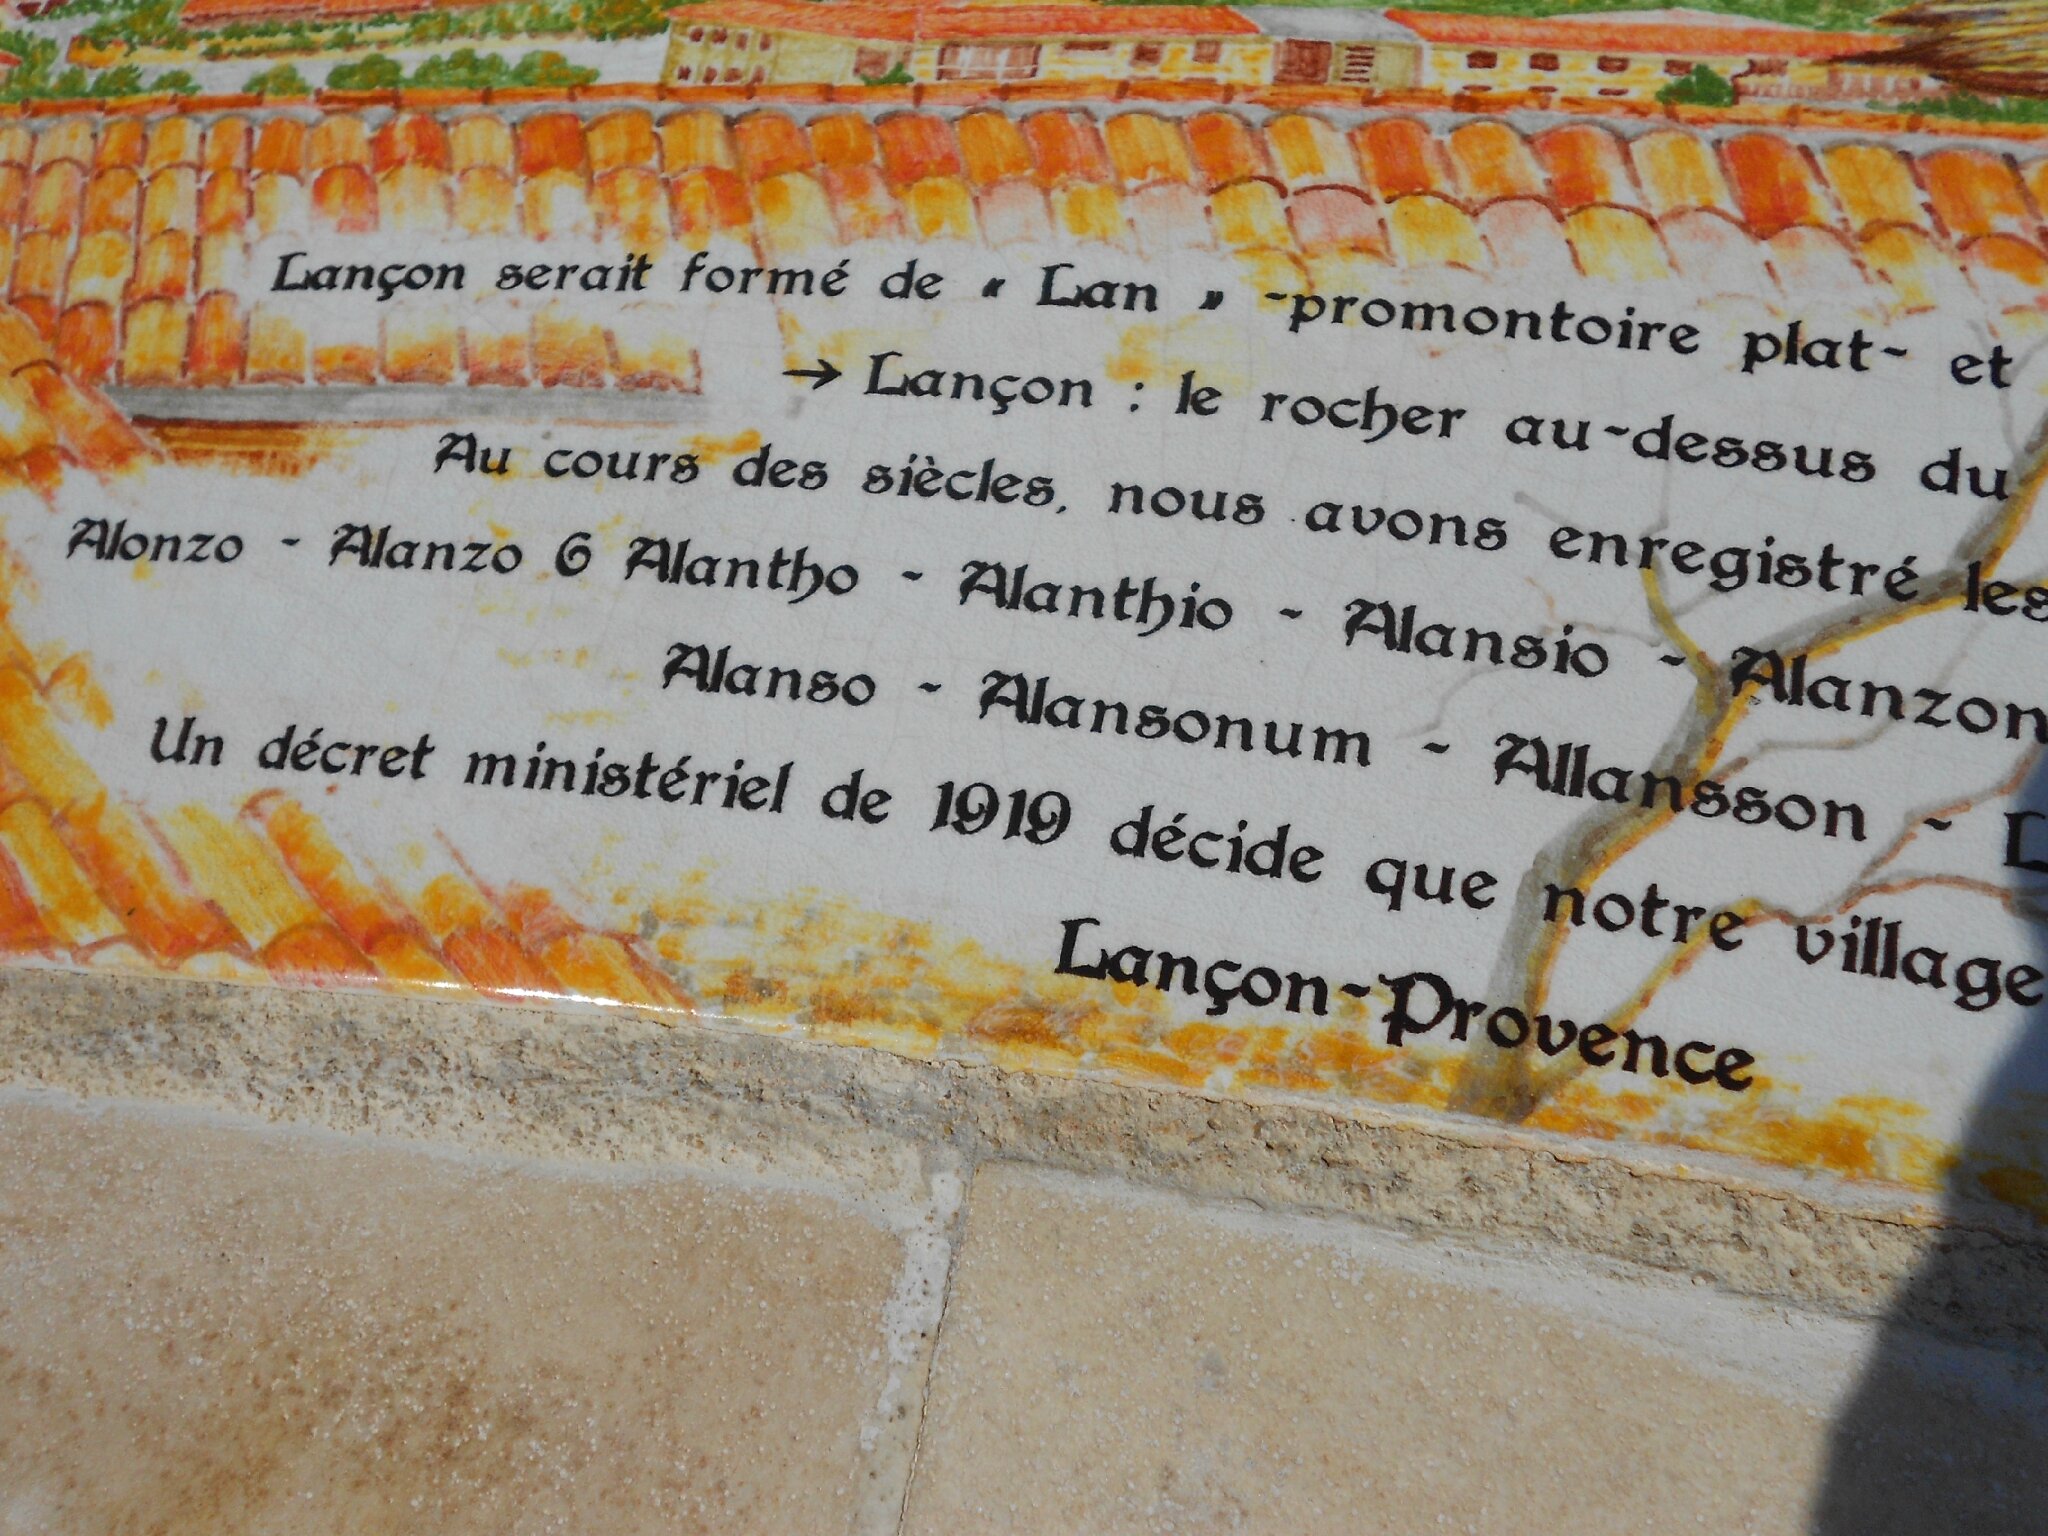 Lançon serait formé de « Lan » -promontoire plat- et
→ Lançon : le rocher au-dessus du
Au cours des siècles, nous avons enregistré les
Alonzo - Alanzo 6 Alantho - Alanthio - Alansio - Alanzon
Alanso - Alansonum - Allansson - L
Un décret ministériel de 1919 décide que notre village
Lançon-Provence